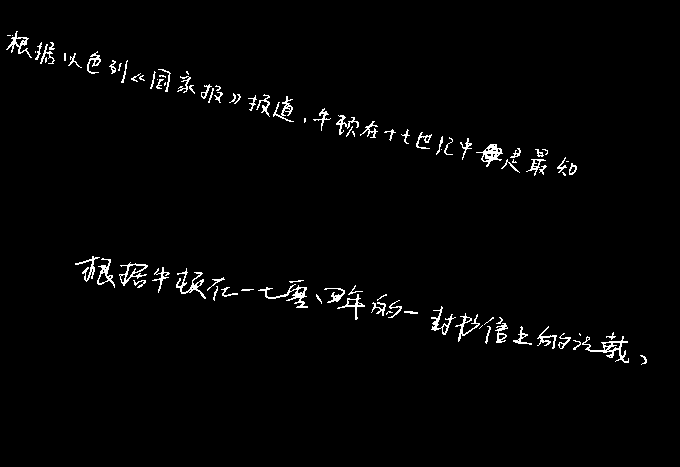 根据以色列《国家报》报道,牛顿在十七世纪中是最知
根据牛顿在一七零四年的一封书信上的记载,